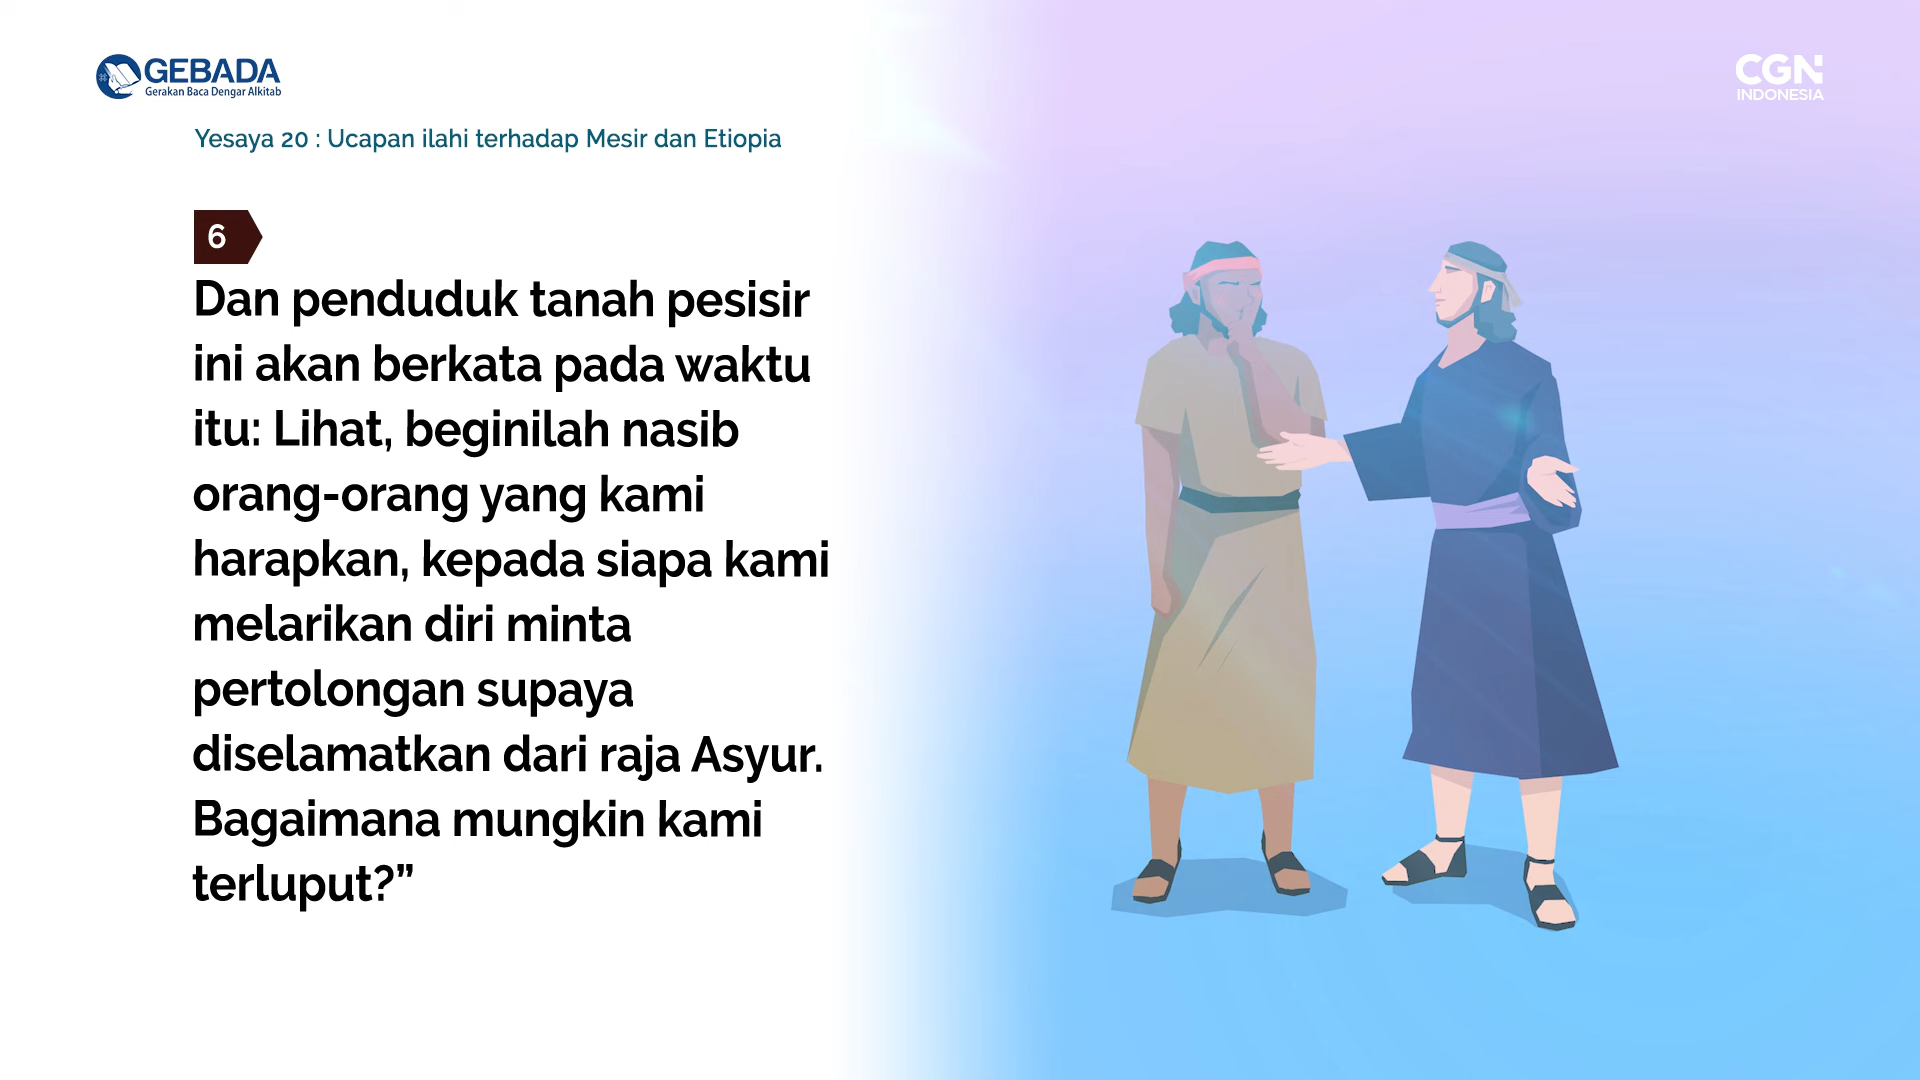 GEBADA
Gerakan Baca Dengar Alkitab
CGN
INDONESIA
Yesaya 20 : Ucapan ilahi terhadap Mesir dan Etiopia
6
Dan penduduk tanah pesisir
ini akan berkata pada waktu
itu: Lihat, beginilah nasib
orang-orang yang kami
harapkan, kepada siapa kami
melarikan diri minta
pertolongan supaya
diselamatkan dari raja Asyur.
Bagaimana mungkin kami
terluput?”